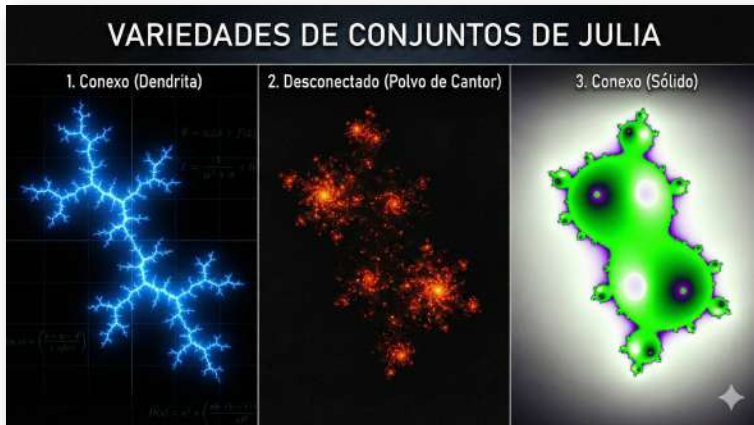 VARIEDADES DE CONJUNTOS DE JULIA
1. Conexo (Dendrita)
2. Desconectado (Polvo de Cantor)
3. Conexo (Sólido)